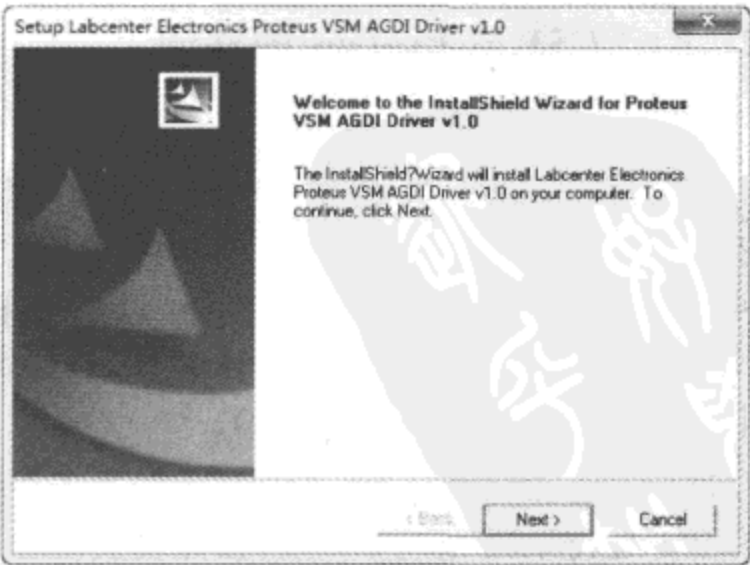 Setup Labcenter Electronics Proteus VSM AGDI Driver v1.0
Welcome to the InstallShield Wizard for Proteus
VSM AGDI Driver v1.0
The InstallShield?Wizard will install Labcenter Electronics
Proteus VSM AGDI Driver v1.0 on your computer. To
continue, click Next.
< Back
Next >
Cancel